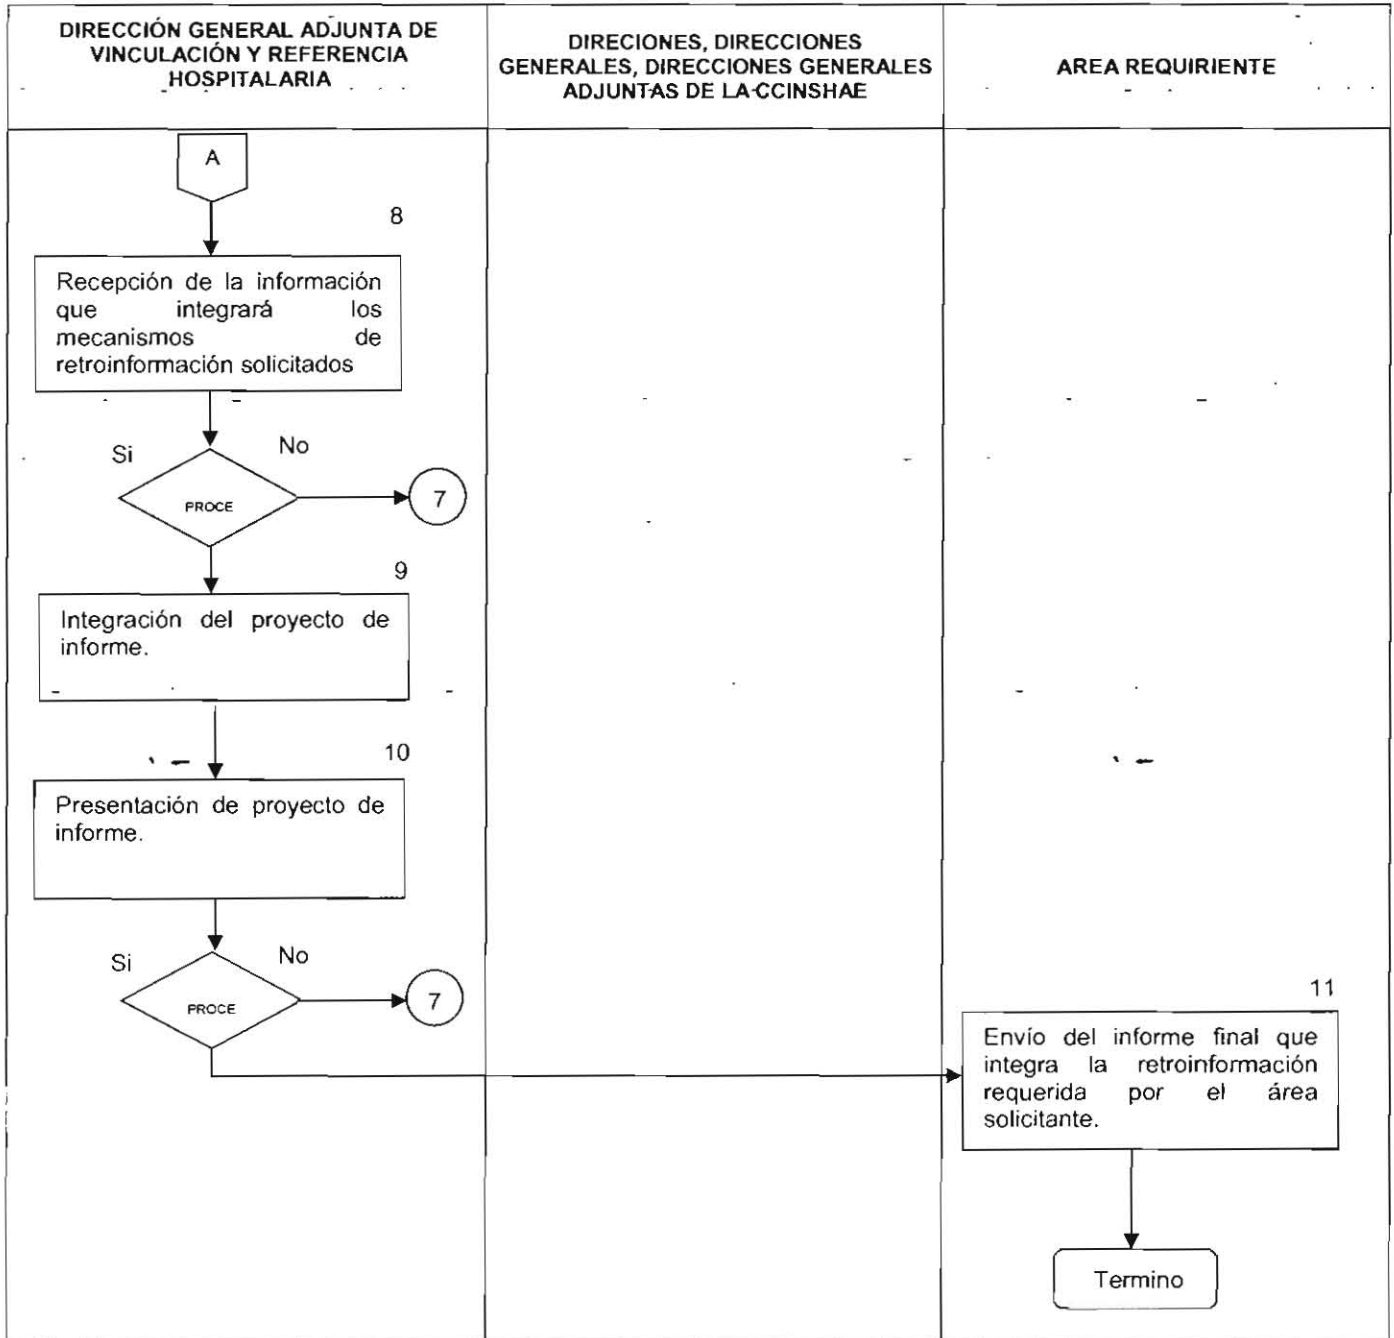 DIRECCIÓN GENERAL ADJUNTA DE
VINCULACIÓN Y REFERENCIA
HOSPITALARIA
DIRECIONES, DIRECCIONES
GENERALES, DIRECCIONES GENERALES
ADJUNTAS DE LA CCINSHAE
AREA REQUIRIENTE
A
8
Recepción de la información
que integrará los
mecanismos de
retroinformación solicitados
Si
No
PROCE
7
9
Integración del proyecto de
informe.
10
Presentación de proyecto de
informe.
Si
No
PROCE
7
11
Envío del informe final que
integra la retroinformación
requerida por el área
solicitante.
Termino